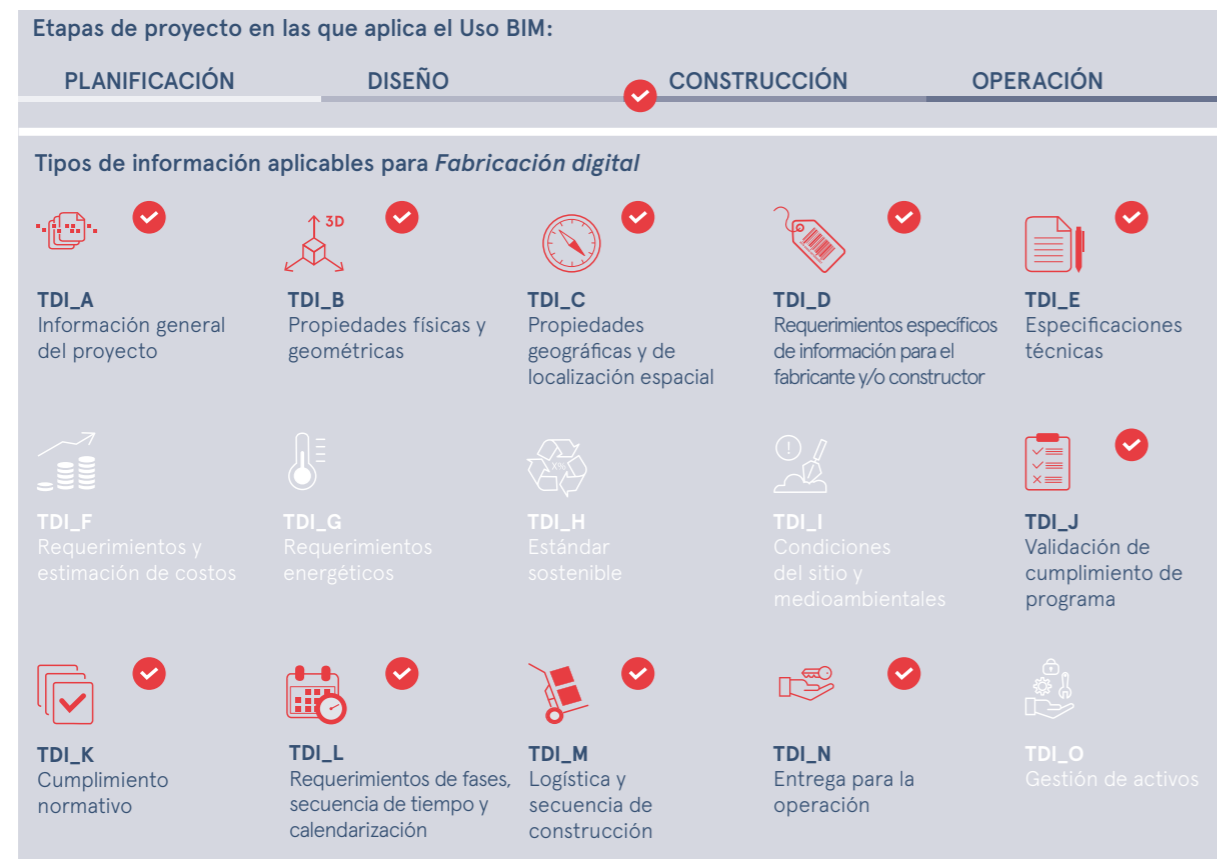 Etapas de proyecto en las que aplica el Uso BIM:
PLANIFICACIÓN DISEÑO CONSTRUCCIÓN OPERACIÓN
Tipos de información aplicables para Fabricación digital
3D
TDI_A
Información general
del proyecto
TDI_B
Propiedades físicas y
geométricas
TDI_C
Propiedades
geográficas y de
localización espacial
TDI_D
Requerimientos específicos
de información para el
fabricante y/o constructor
TDI_E
Especificaciones
técnicas
X%
TDI_F
Requerimientos y
estimación de costos
TDI_G
Requerimientos
energéticos
TDI_H
Estándar
sostenible
TDI_I
Condiciones
del sitio y
medioambientales
TDI_J
Validación de
cumplimiento de
programa
TDI_K
Cumplimiento
normativo
TDI_L
Requerimientos de fases,
secuencia de tiempo y
calendarización
TDI_M
Logística y
secuencia de
construcción
TDI_N
Entrega para la
operación
TDI_O
Gestión de activos